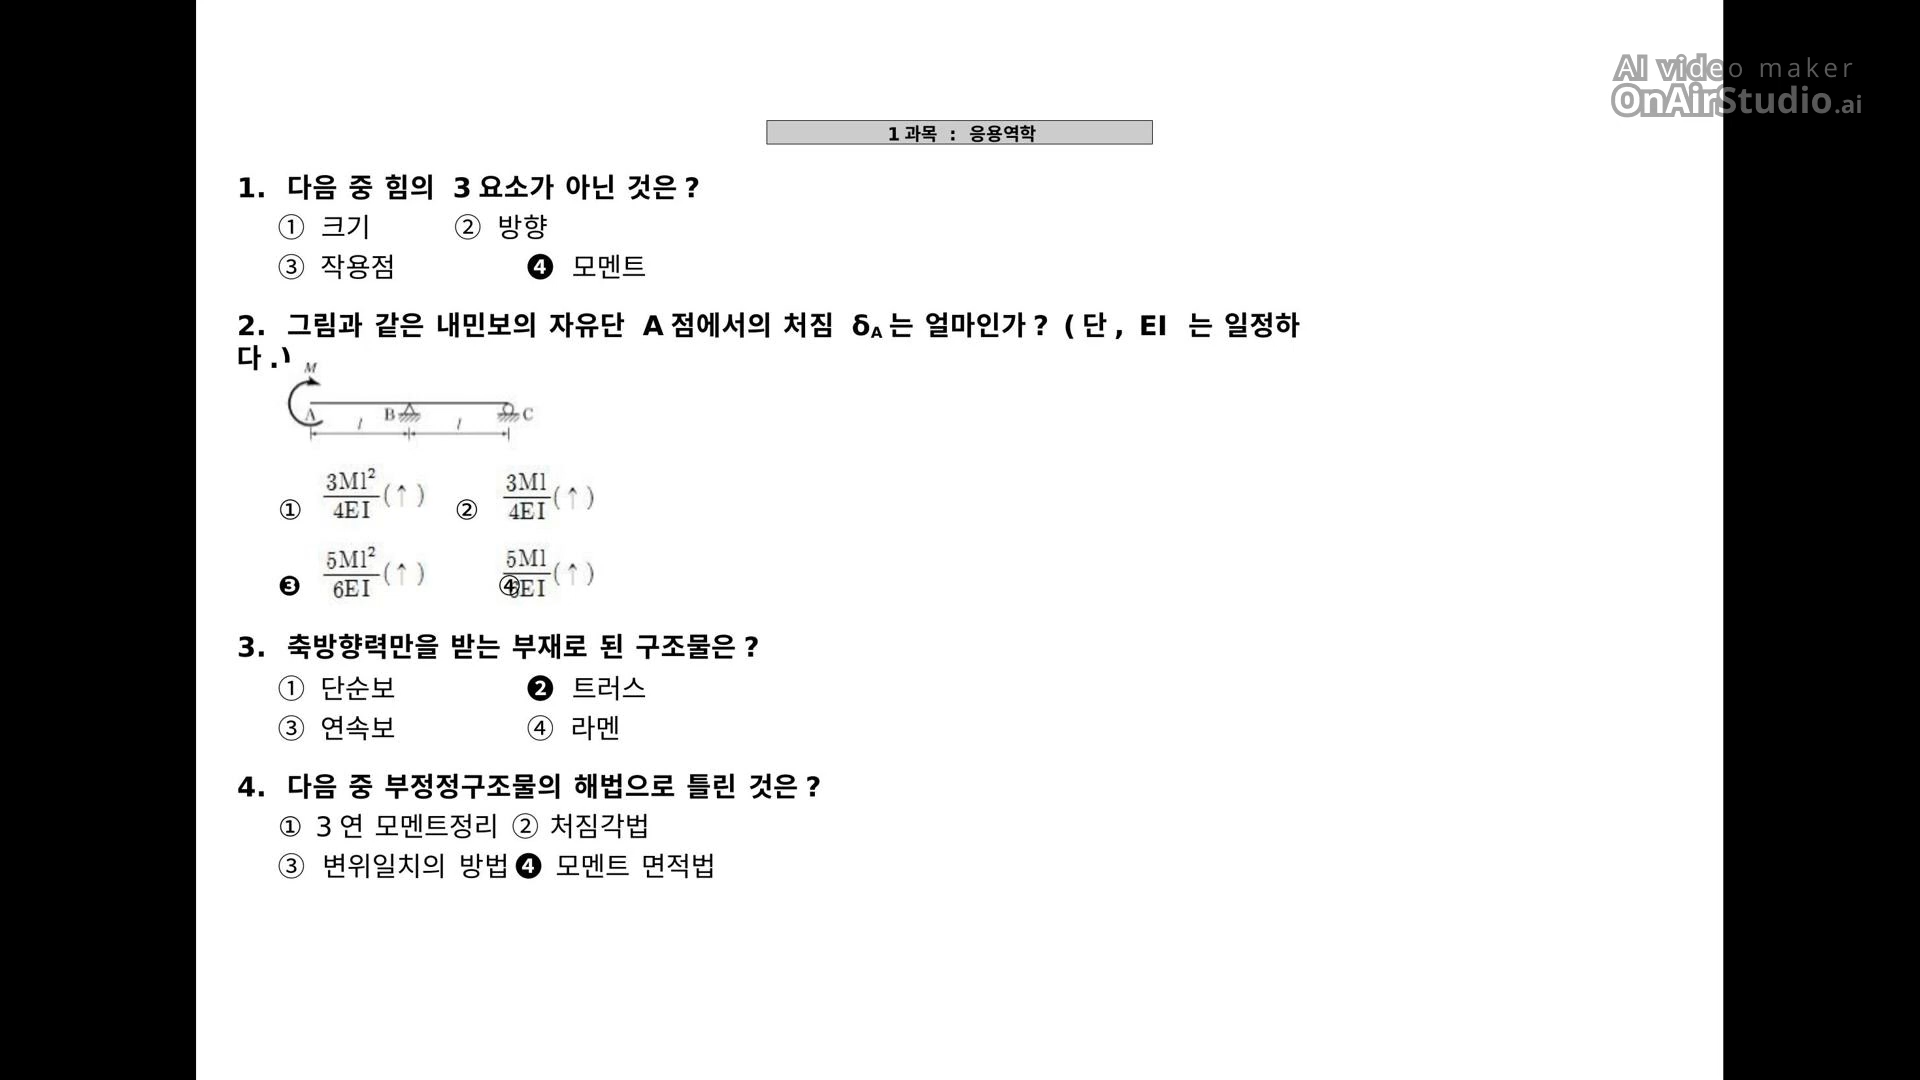 AI video maker
OnAirStudio.ai
1과목 : 응용역학
1. 다음 중 힘의 3요소가 아닌 것은?
① 크기 ② 방향
③ 작용점 ❹ 모멘트
2. 그림과 같은 내민보의 자유단 A점에서의 처짐 δA는 얼마인가? (단, EI 는 일정하
다.)
M
A B C
l l
① 3Ml²/4EI (↑) ② 3Ml/4EI (↑)
❸ 5Ml²/6EI (↑) ④ 5Ml/6EI (↑)
3. 축방향력만을 받는 부재로 된 구조물은?
① 단순보 ❷ 트러스
③ 연속보 ④ 라멘
4. 다음 중 부정정구조물의 해법으로 틀린 것은?
① 3연 모멘트정리 ② 처짐각법
③ 변위일치의 방법 ❹ 모멘트 면적법